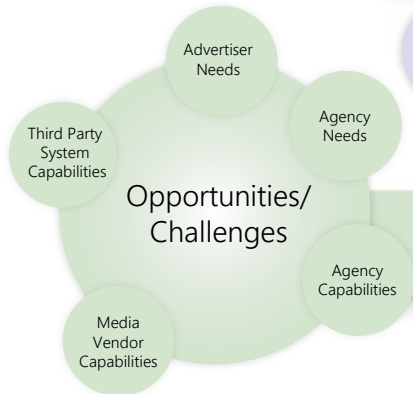 Advertiser
Needs
Agency
Needs
Third Party
System
Capabilities
Opportunities/
Challenges
Agency
Capabilities
Media
Vendor
Capabilities